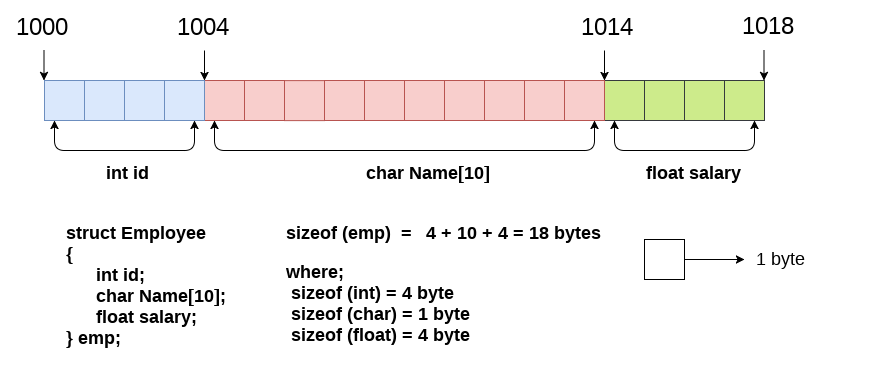 1000 1004 1014 1018
int id char Name[10] float salary
struct Employee
{
int id;
char Name[10];
float salary;
} emp;
sizeof (emp) = 4 + 10 + 4 = 18 bytes
where;
sizeof (int) = 4 byte
sizeof (char) = 1 byte
sizeof (float) = 4 byte
1 byte